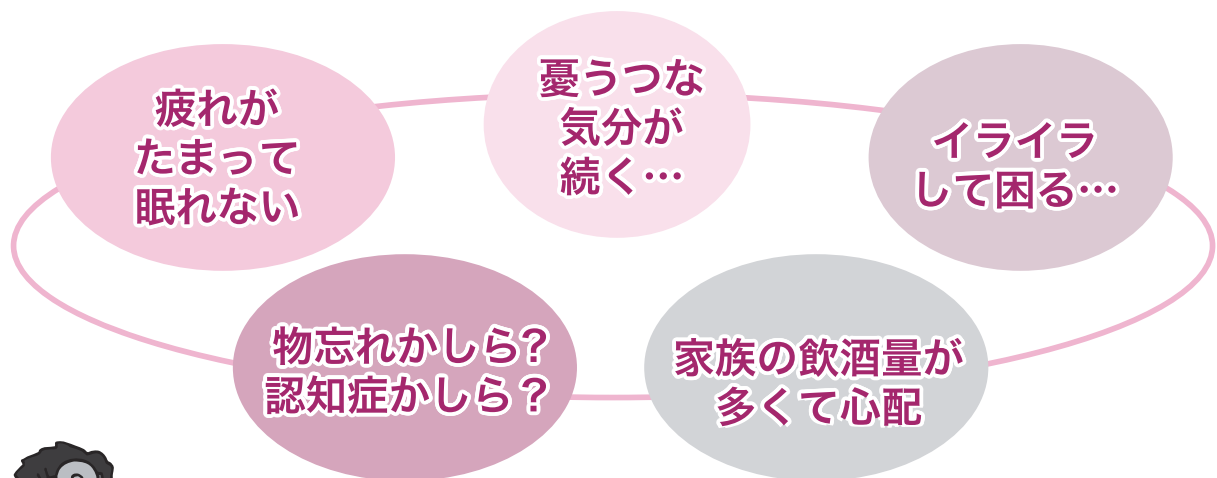 疲れが
たまって
眠れない
憂うつな
気分が
続く…
イライラ
して困る…
物忘れかしら?
認知症かしら？
家族の飲酒量が
多くて心配